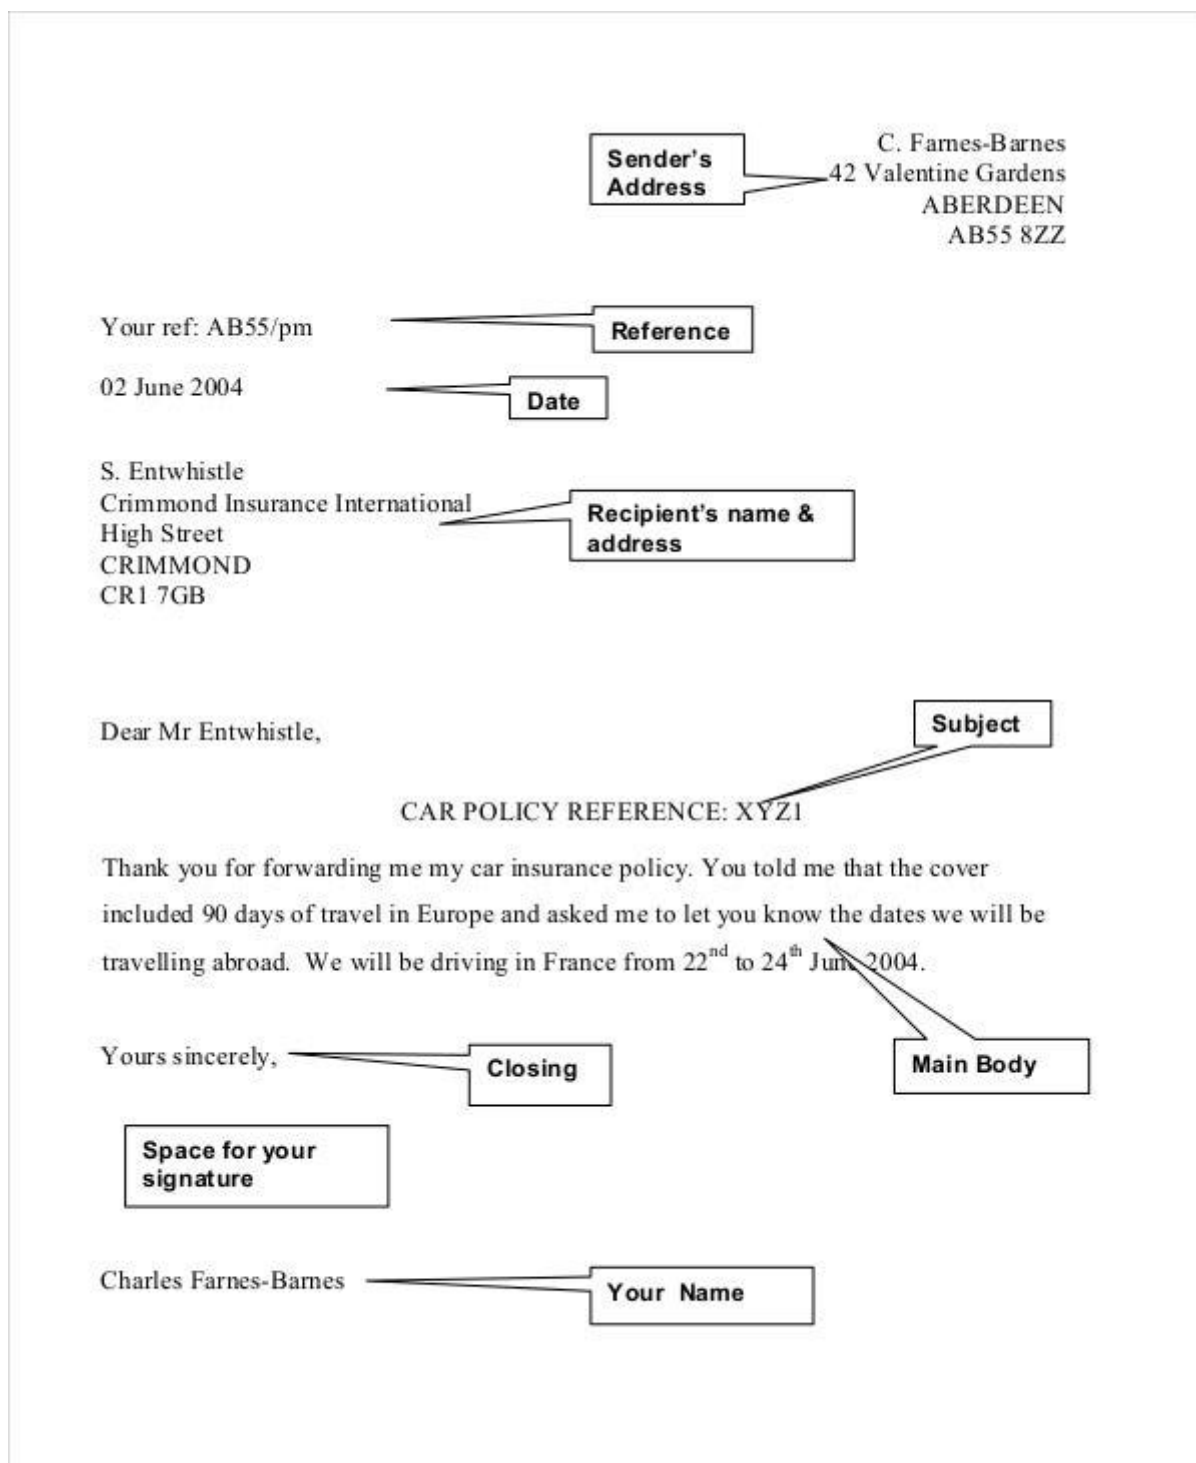 Sender's
Address
C. Farnes-Barnes
42 Valentine Gardens
ABERDEEN
AB55 8ZZ
Your ref: AB55/pm
Reference
02 June 2004
Date
S. Entwhistle
Crimmond Insurance International
High Street
CRIMMOND
CR1 7GB
Recipient's name &
address
Dear Mr Entwhistle,
Subject
CAR POLICY REFERENCE: XYZ1
Thank you for forwarding me my car insurance policy. You told me that the cover
included 90 days of travel in Europe and asked me to let you know the dates we will be
travelling abroad.  We will be driving in France from 22nd to 24th June 2004.
Yours sincerely,
Closing
Main Body
Space for your
signature
Charles Farnes-Barnes
Your  Name